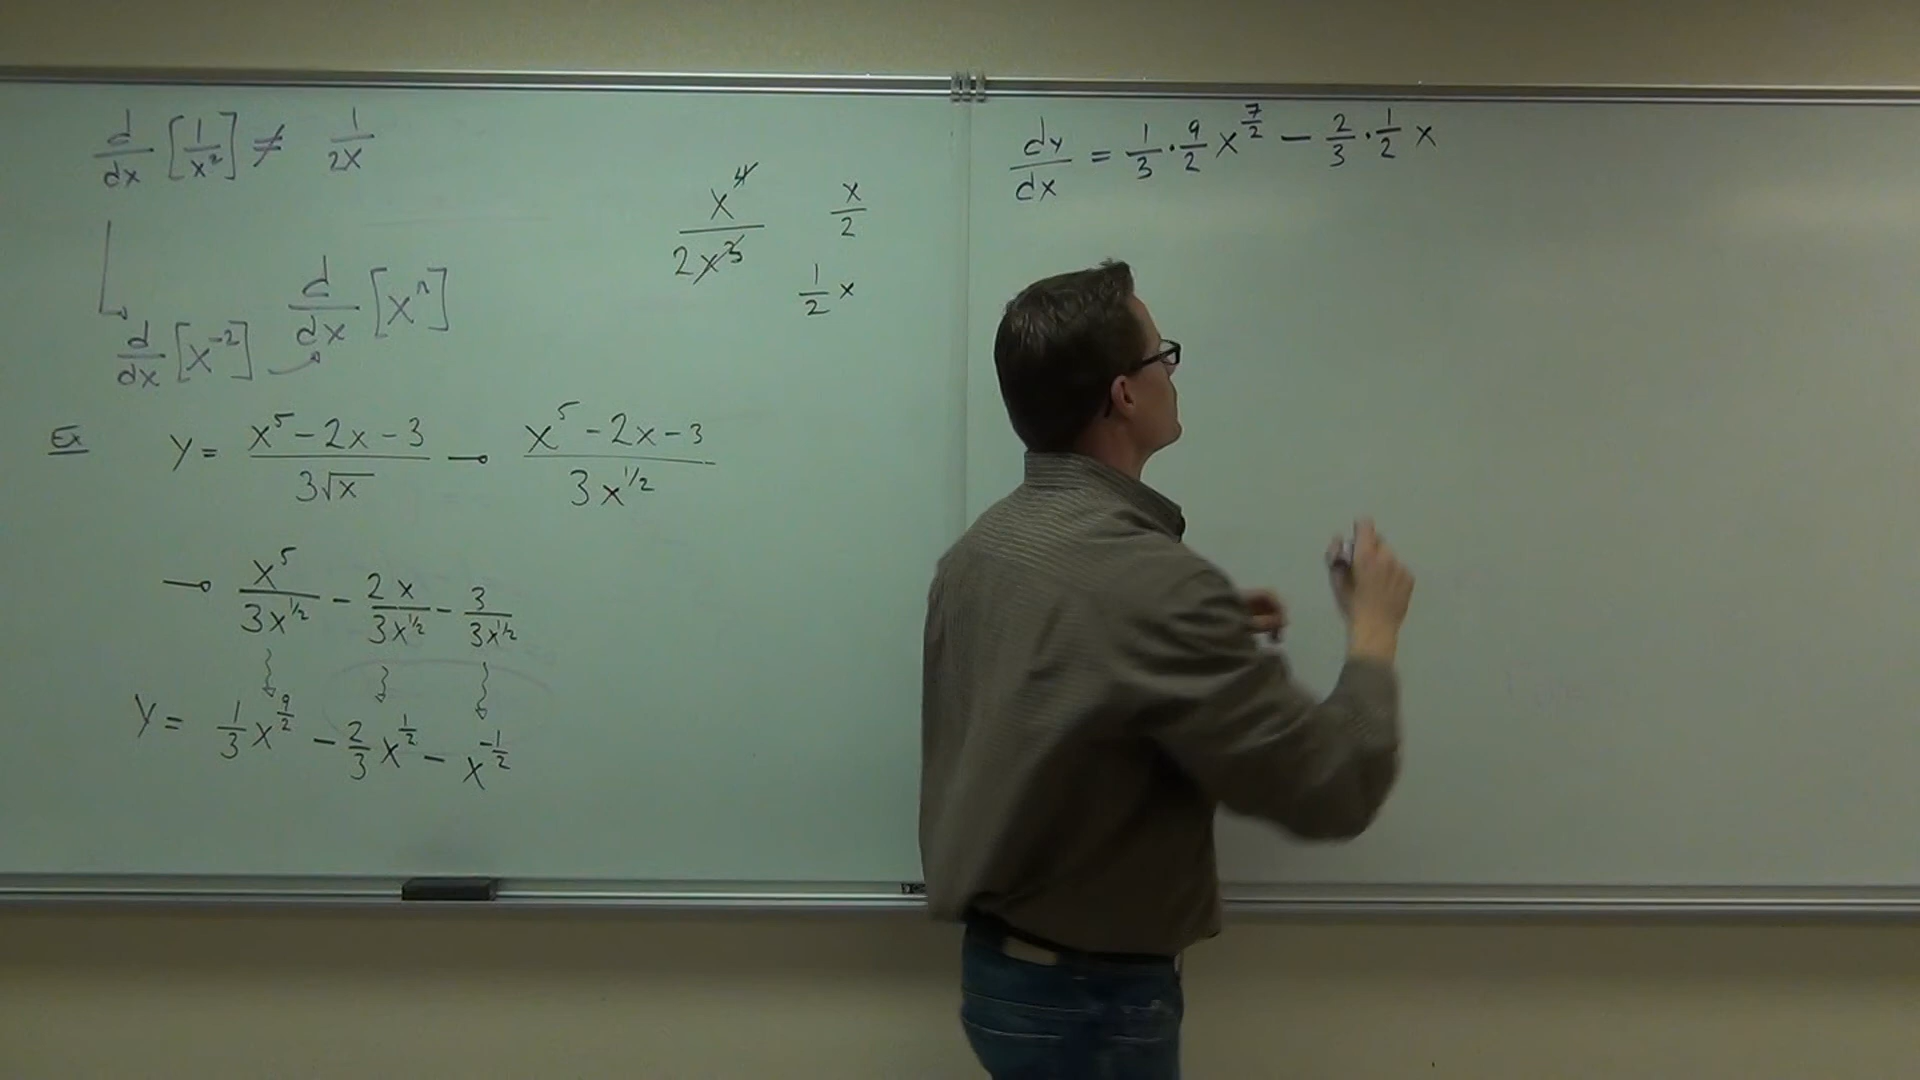 d/dx [1/x²] ≠ 1/2x
d/dx [x⁻²] d/dx [xⁿ]
x⁴/2x³ x/2
1/2 x
Ex y = (x⁵ - 2x - 3)/(3√x) → (x⁵ - 2x - 3)/(3x^(1/2))
→ x⁵/(3x^(1/2)) - 2x/(3x^(1/2)) - 3/(3x^(1/2))
y = 1/3 x^(9/2) - 2/3 x^(1/2) - x^(-1/2)
dy/dx = 1/3 · 9/2 x^(7/2) - 2/3 · 1/2 x